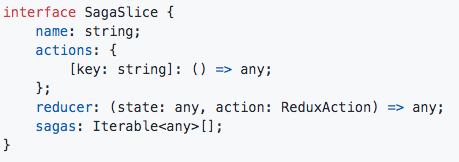 interface SagaSlice {
    name: string;
    actions: {
        [key: string]: () => any;
    };
    reducer: (state: any, action: ReduxAction) => any;
    sagas: Iterable<any>[];
}